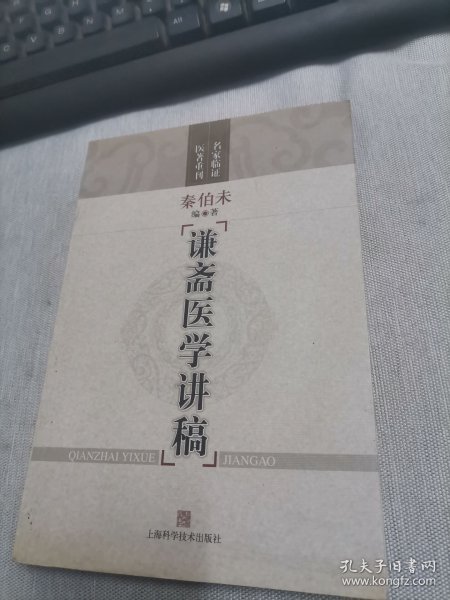 名家临证
医著重刊
秦伯未
编著
谦斋医学讲稿
QIANZHAI YIXUE JIANGAO
上海科学技术出版社
孔夫子旧书网
www.kongfz.com